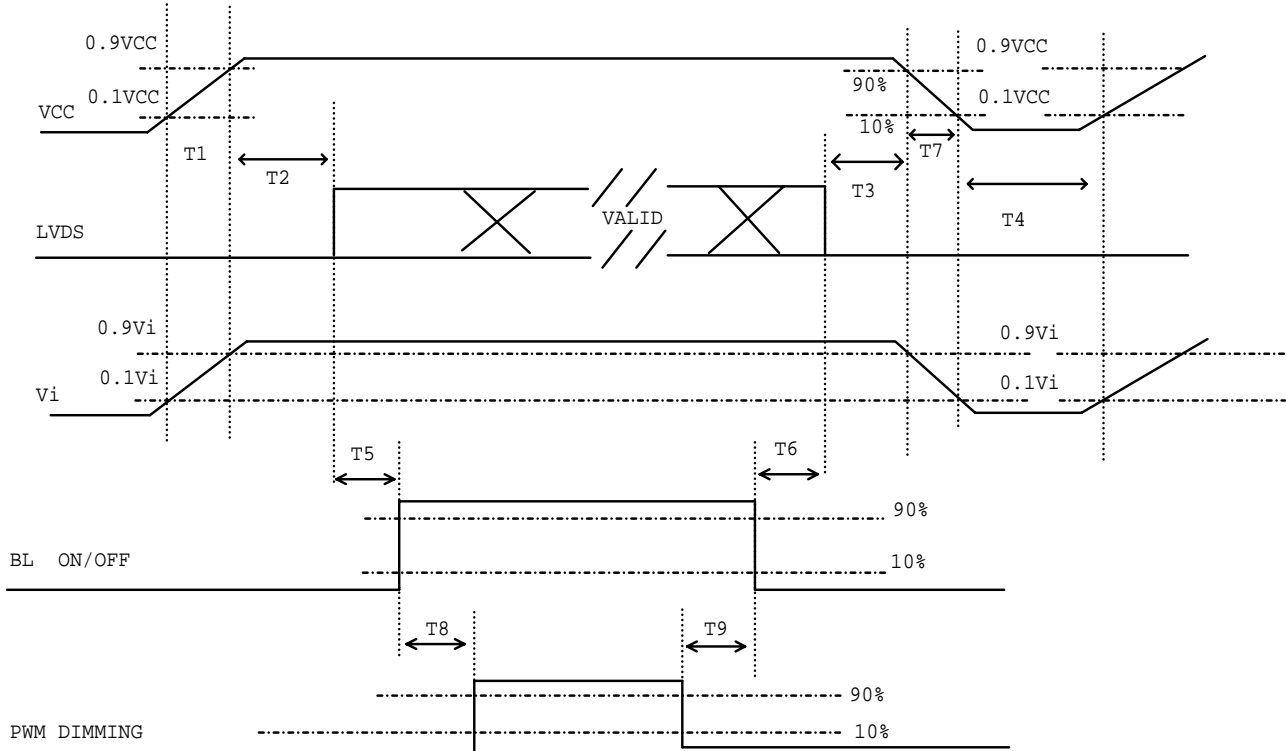 0.9VCC
0.9VCC
90%
0.1VCC
0.1VCC
VCC
10%
T1
T7
T2
T3
T4
VALID
LVDS
0.9Vi
0.9Vi
0.1Vi
0.1Vi
Vi
T5
T6
90%
BL ON/OFF
10%
T8
T9
90%
PWM DIMMING
10%